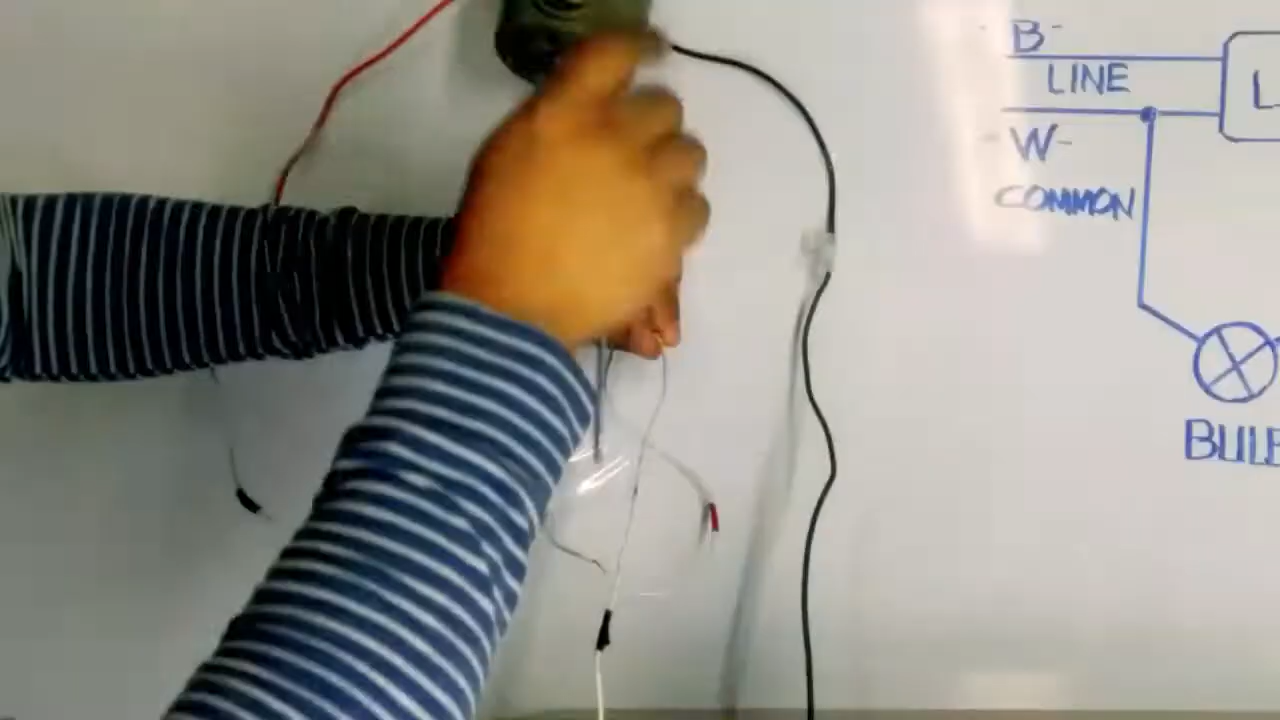 B-
LINE
- W-
COMMON
L